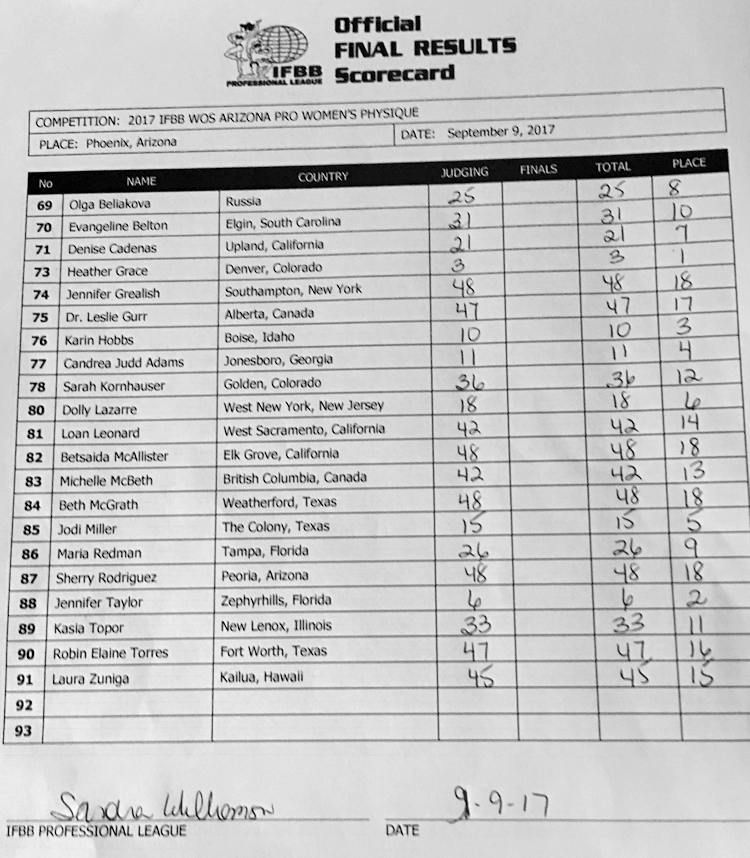 Official
FINAL RESULTS
IFBB Scorecard
PROFESSIONAL LEAGUE
COMPETITION: 2017 IFBB WOS ARIZONA PRO WOMEN'S PHYSIQUE
PLACE: Phoenix, Arizona DATE: September 9, 2017
No NAME COUNTRY JUDGING FINALS TOTAL PLACE
69 Olga Beliakova Russia 25 25 8
70 Evangeline Belton Elgin, South Carolina 31 31 10
71 Denise Cadenas Upland, California 21 21 7
73 Heather Grace Denver, Colorado 3 3 1
74 Jennifer Grealish Southampton, New York 48 48 18
75 Dr. Leslie Gurr Alberta, Canada 47 47 17
76 Karin Hobbs Boise, Idaho 10 10 3
77 Candrea Judd Adams Jonesboro, Georgia 11 11 4
78 Sarah Kornhauser Golden, Colorado 36 36 12
80 Dolly Lazarre West New York, New Jersey 18 18 6
81 Loan Leonard West Sacramento, California 42 42 14
82 Betsaida McAllister Elk Grove, California 48 48 18
83 Michelle McBeth British Columbia, Canada 42 42 13
84 Beth McGrath Weatherford, Texas 48 48 18
85 Jodi Miller The Colony, Texas 15 15 5
86 Maria Redman Tampa, Florida 26 26 9
87 Sherry Rodriguez Peoria, Arizona 48 48 18
88 Jennifer Taylor Zephyrhills, Florida 6 6 2
89 Kasia Topor New Lenox, Illinois 33 33 11
90 Robin Elaine Torres Fort Worth, Texas 47 47 16
91 Laura Zuniga Kailua, Hawaii 45 45 15
92
93
Sandra Williamson 9-9-17
IFBB PROFESSIONAL LEAGUE DATE